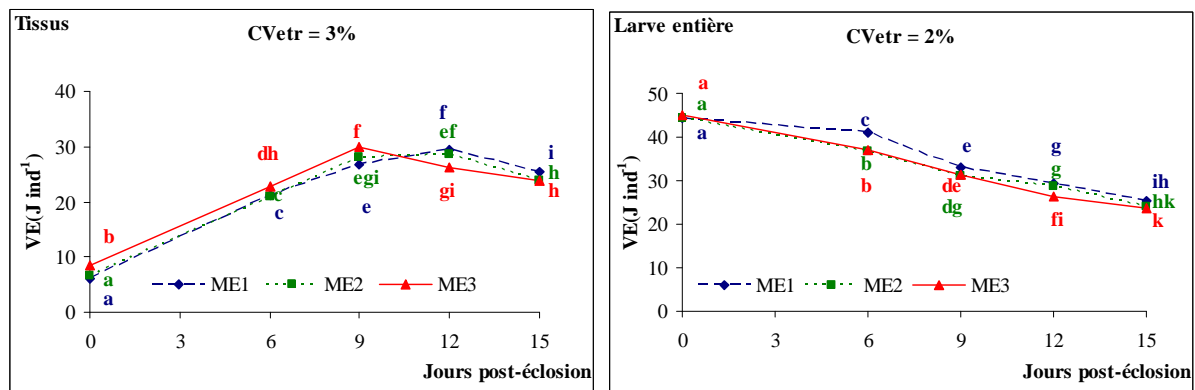 Tissus
CVetr = 3%
VE(J ind⁻¹)
40
30
20
10
0
b
a
a
dh
c
c
f
egi
e
f
ef
gi
i
h
h
ME1
ME2
ME3
0 3 6 9 12 15
Jours post-éclosion
Larve entière
CVetr = 2%
VE(J ind⁻¹)
50
40
30
20
10
0
a
a
a
c
b
b
e
de
dg
g
g
fi
ih
hk
k
ME1
ME2
ME3
0 3 6 9 12 15
Jours post-éclosion